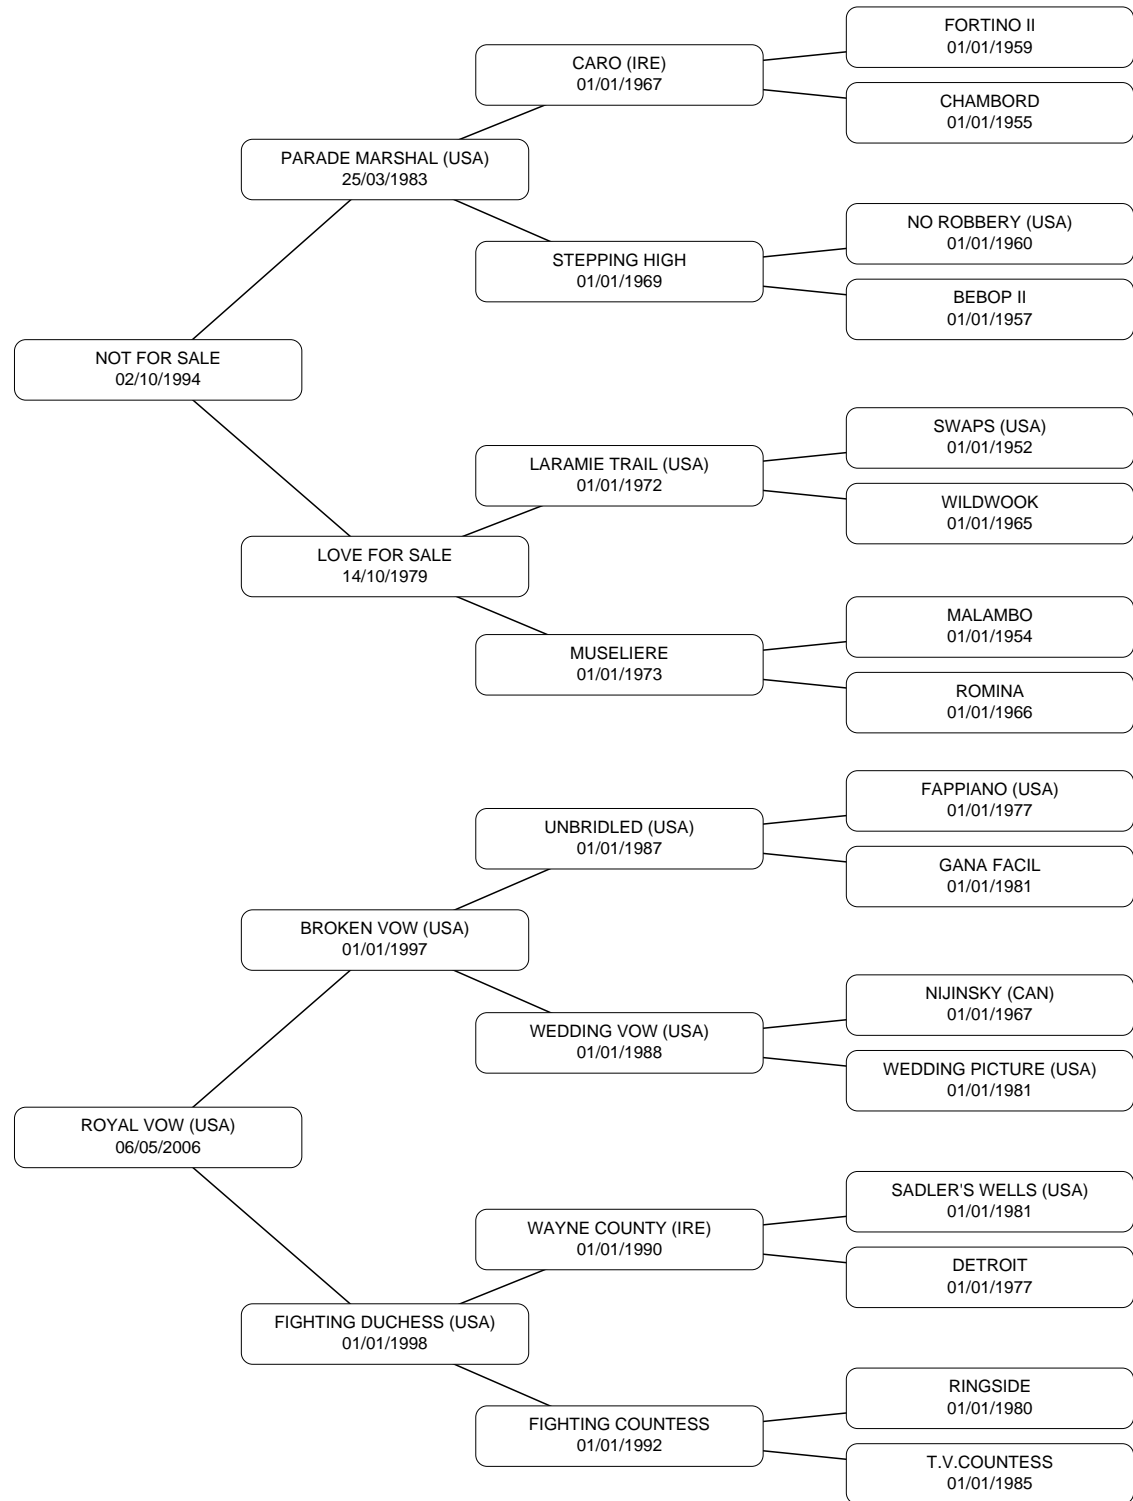 FORTINO II
01/01/1959
CARO (IRE)
01/01/1967
CHAMBORD
01/01/1955
PARADE MARSHAL (USA)
25/03/1983
NO ROBBERY (USA)
01/01/1960
STEPPING HIGH
01/01/1969
BEBOP II
01/01/1957
NOT FOR SALE
02/10/1994
SWAPS (USA)
01/01/1952
LARAMIE TRAIL (USA)
01/01/1972
WILDWOOK
01/01/1965
LOVE FOR SALE
14/10/1979
MALAMBO
01/01/1954
MUSELIERE
01/01/1973
ROMINA
01/01/1966
FAPPIANO (USA)
01/01/1977
UNBRIDLED (USA)
01/01/1987
GANA FACIL
01/01/1981
BROKEN VOW (USA)
01/01/1997
NIJINSKY (CAN)
01/01/1967
WEDDING VOW (USA)
01/01/1988
WEDDING PICTURE (USA)
01/01/1981
ROYAL VOW (USA)
06/05/2006
SADLER'S WELLS (USA)
01/01/1981
WAYNE COUNTY (IRE)
01/01/1990
DETROIT
01/01/1977
FIGHTING DUCHESS (USA)
01/01/1998
RINGSIDE
01/01/1980
FIGHTING COUNTESS
01/01/1992
T.V.COUNTESS
01/01/1985